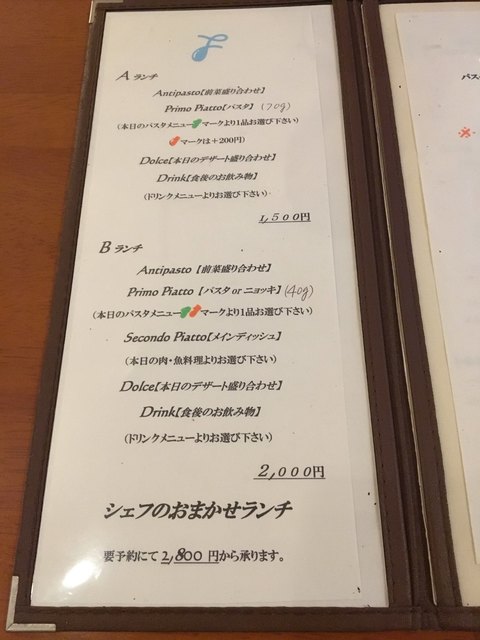 A ランチ
Antipasto【前菜盛り合わせ】
Primo Piatto【パスタ】 (70g)
(本日のパスタメニューマークより1品お選び下さい)
マークは+200円)
Dolce【本日のデザート盛り合わせ】
Drink【食後のお飲み物】
(ドリンクメニューよりお選び下さい)
1,500円
B ランチ
Antipasto 【前菜盛り合わせ】
Primo Piatto 【パスタ or ニョッキ】 (40g)
(本日のパスタメニューマークより1品お選び下さい)
Secondo Piatto【メインディッシュ】
(本日の肉・魚料理よりお選び下さい)
Dolce【本日のデザート盛り合わせ】
Drink【食後のお飲み物】
(ドリンクメニューよりお選び下さい)
2,000円
シェフのおまかせランチ
要予約にて 2,800 円から承ります。
パス
※